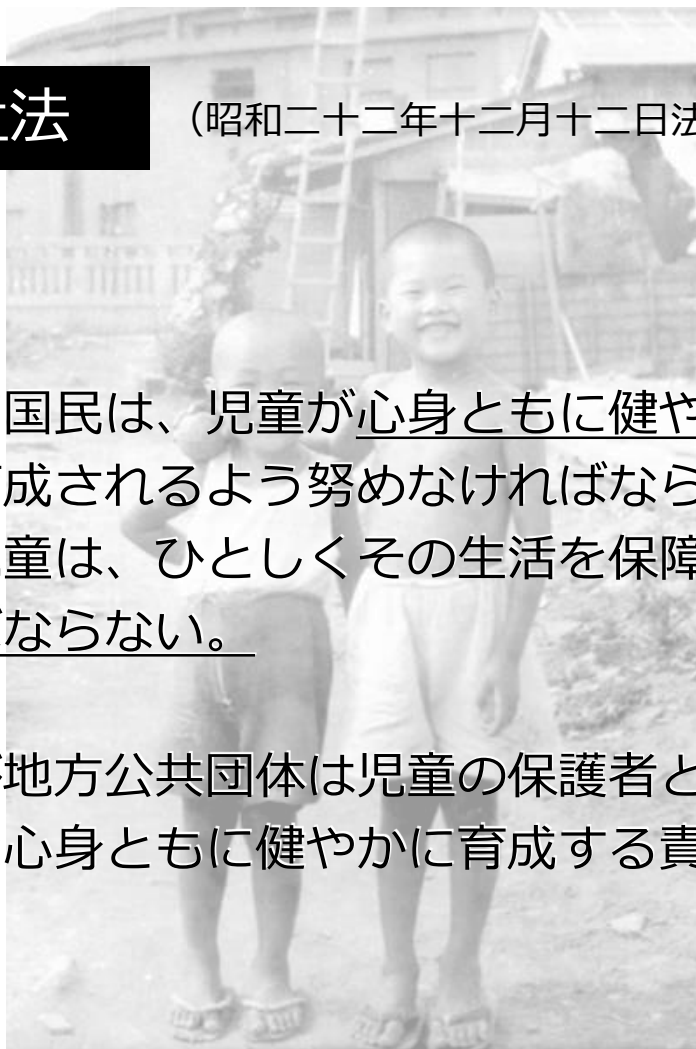 法
（昭和二十二年十二月十二日法
国民は、児童が心身ともに健や
成されるよう努めなければなら
童は、ひとしくその生活を保障
ばならない。
地方公共団体は児童の保護者と
心身ともに健やかに育成する責